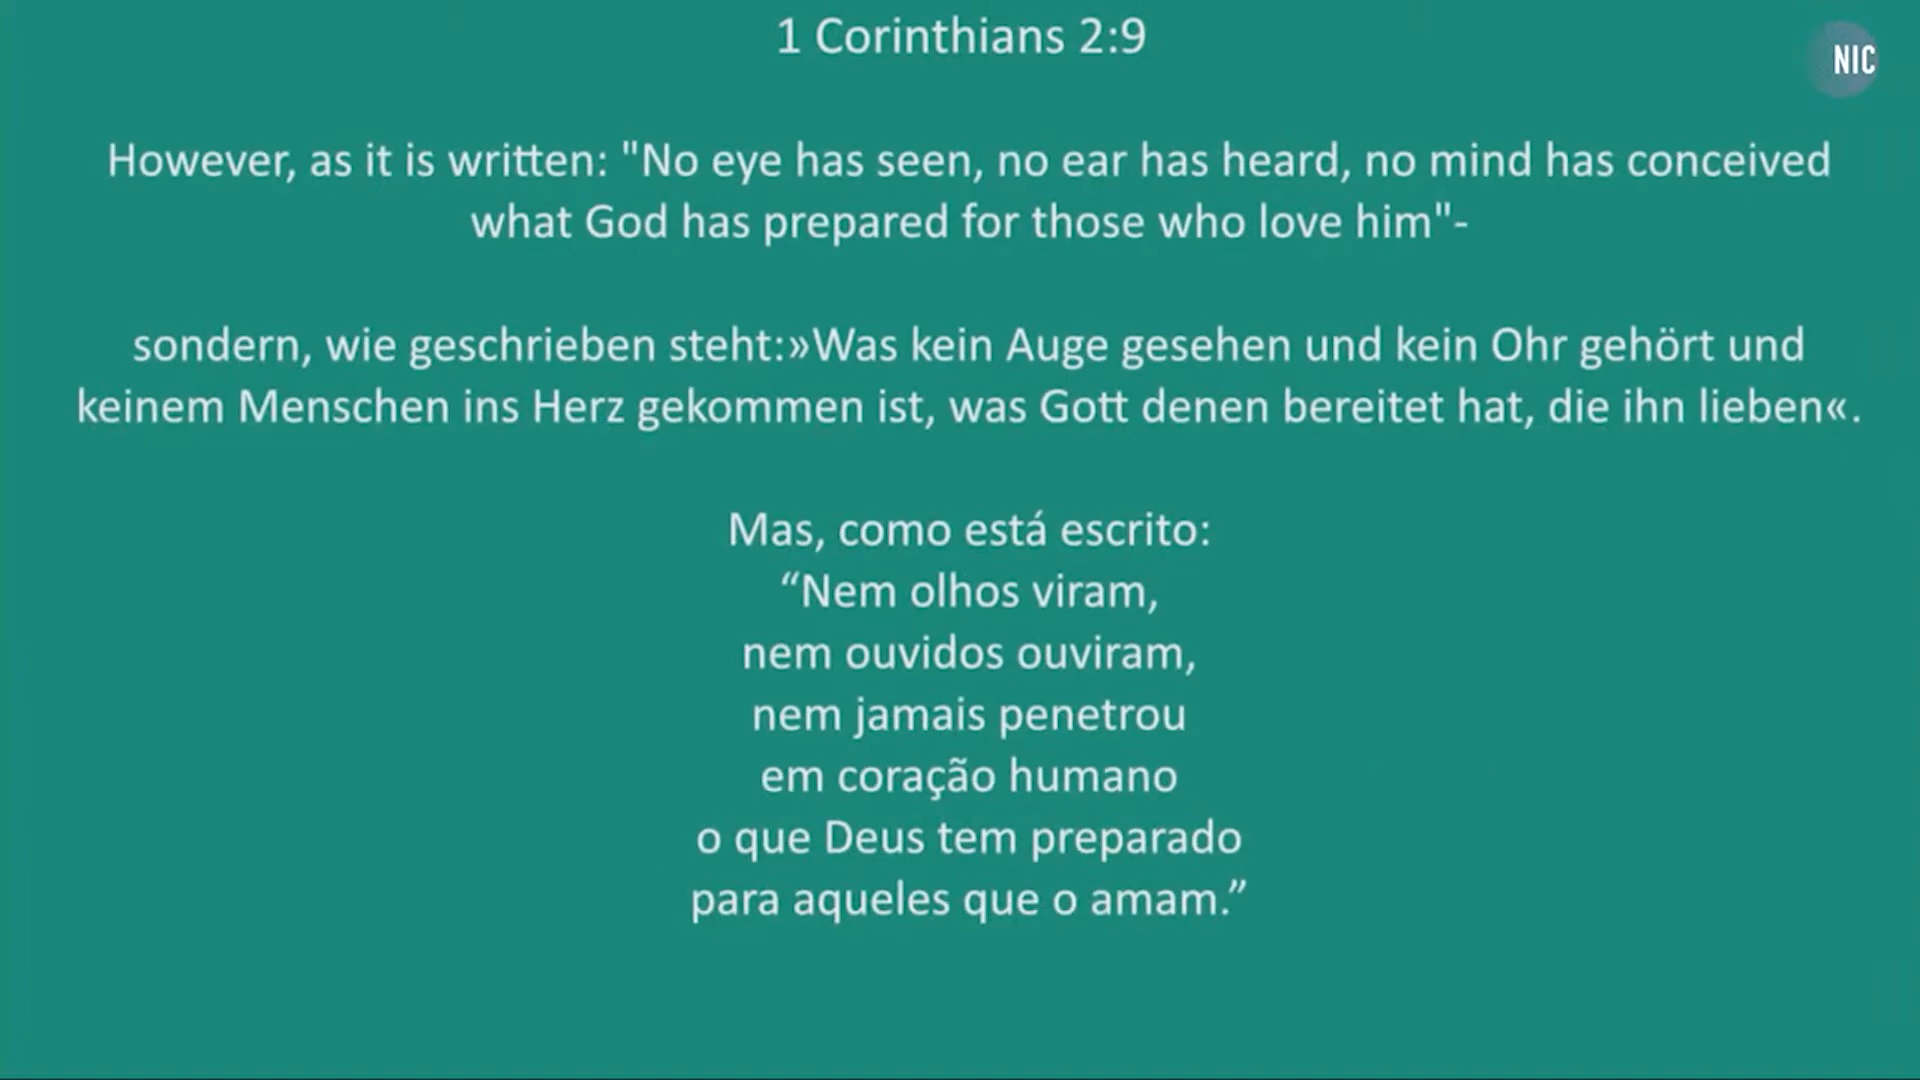 1 Corinthians 2:9
NIC
However, as it is written: "No eye has seen, no ear has heard, no mind has conceived
what God has prepared for those who love him"-
sondern, wie geschrieben steht:»Was kein Auge gesehen und kein Ohr gehört und
keinem Menschen ins Herz gekommen ist, was Gott denen bereitet hat, die ihn lieben«.
Mas, como está escrito:
“Nem olhos viram,
nem ouvidos ouviram,
nem jamais penetrou
em coração humano
o que Deus tem preparado
para aqueles que o amam.”